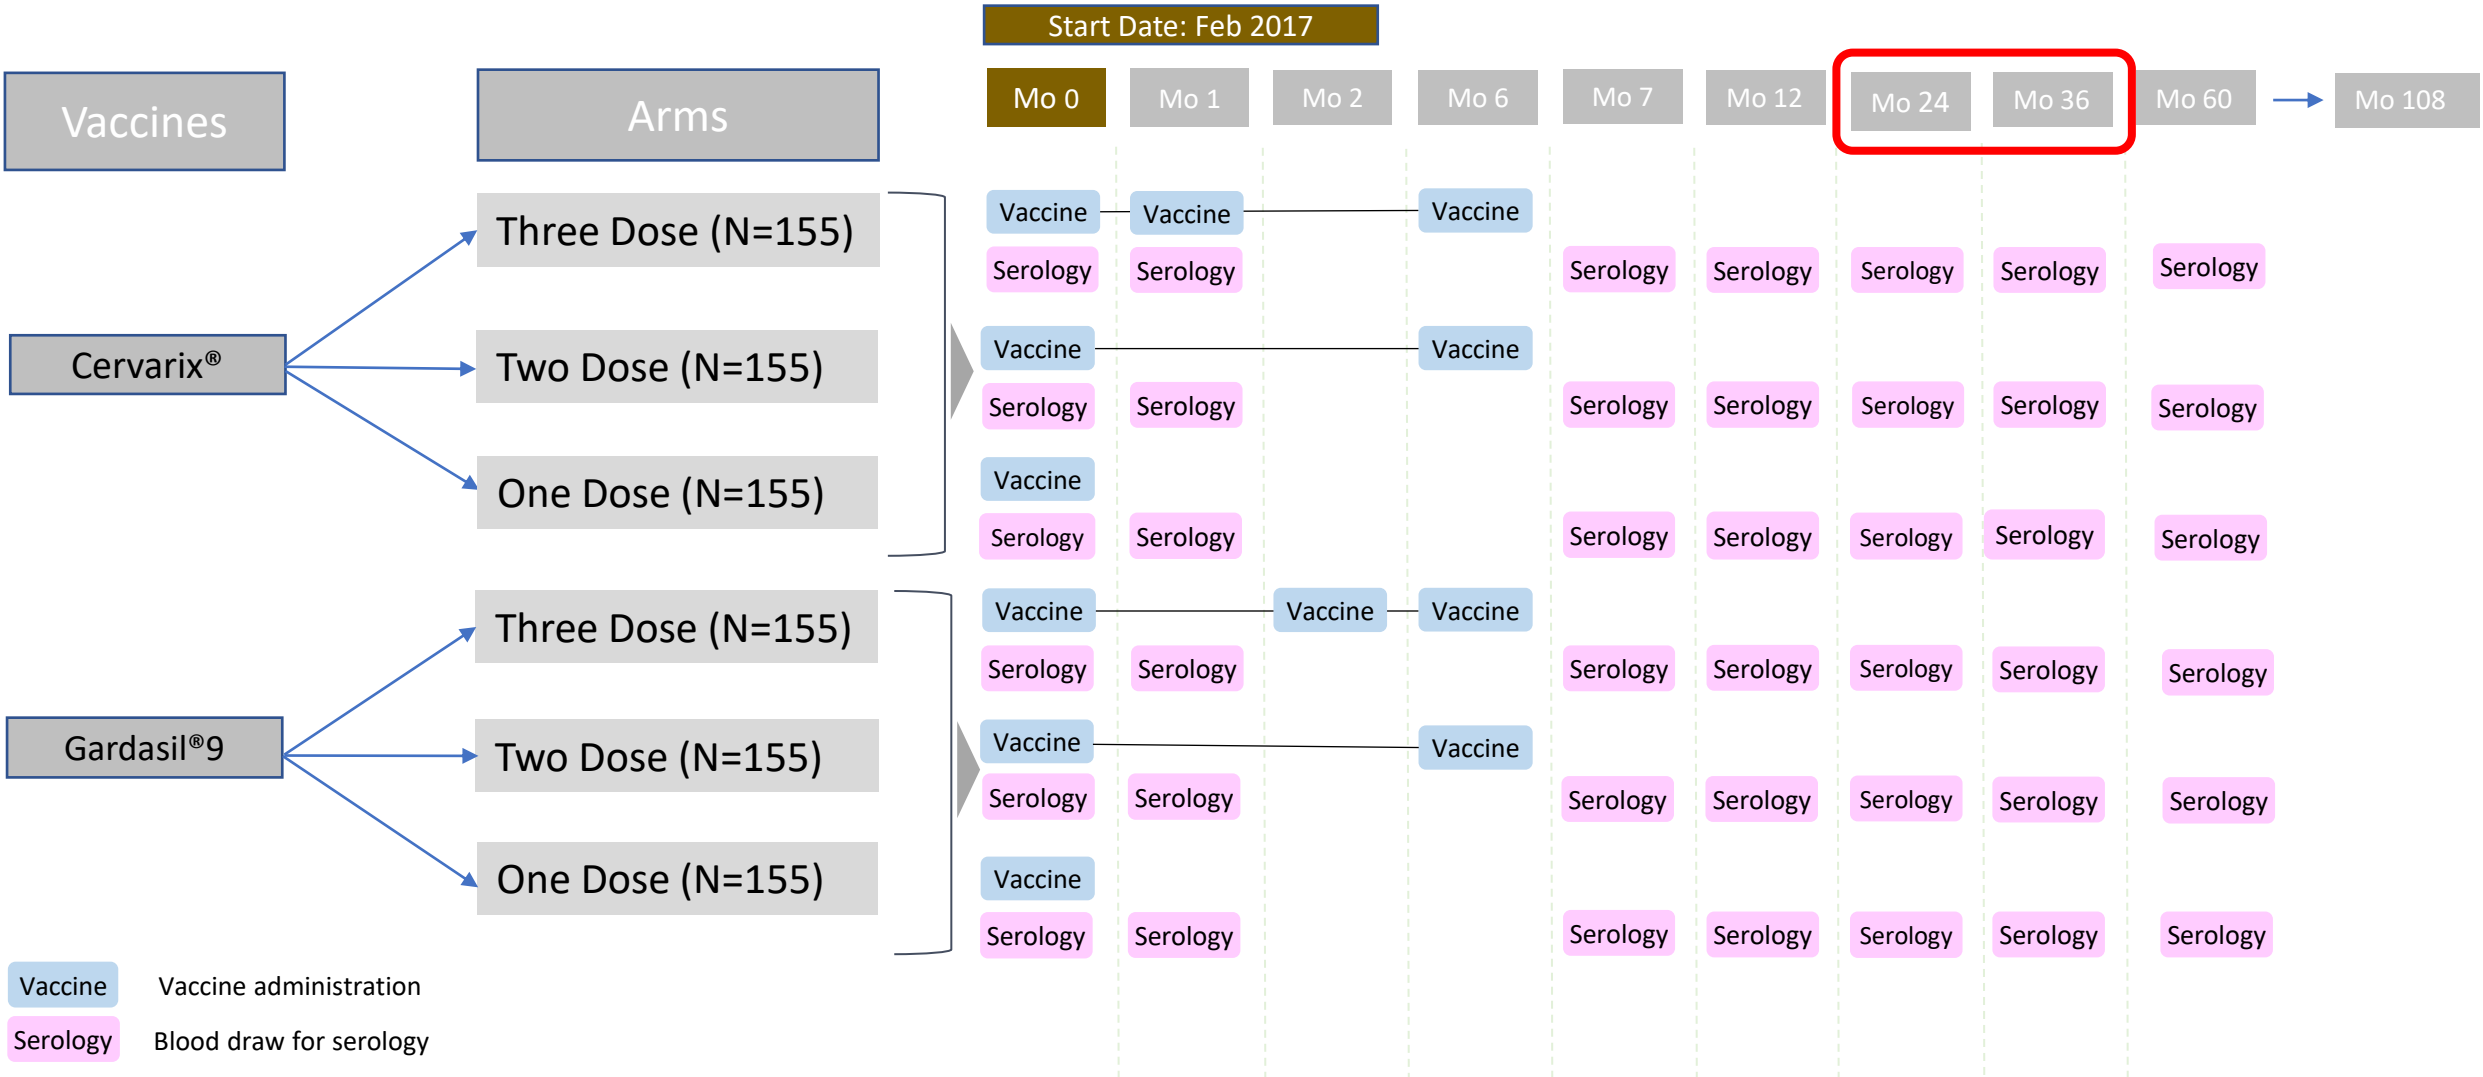 Start Date: Feb 2017
Vaccines
Arms
Mo 0
Mo 1
Mo 2
Mo 6
Mo 7
Mo 12
Mo 24
Mo 36
Mo 60
Mo 108
Three Dose (N=155)
Vaccine
Vaccine
Vaccine
Serology
Serology
Serology
Serology
Serology
Serology
Serology
Cervarix®
Two Dose (N=155)
Vaccine
Vaccine
Serology
Serology
Serology
Serology
Serology
Serology
Serology
One Dose (N=155)
Vaccine
Serology
Serology
Serology
Serology
Serology
Serology
Serology
Three Dose (N=155)
Vaccine
Vaccine
Vaccine
Serology
Serology
Serology
Serology
Serology
Serology
Serology
Gardasil®9
Two Dose (N=155)
Vaccine
Vaccine
Serology
Serology
Serology
Serology
Serology
Serology
Serology
One Dose (N=155)
Vaccine
Serology
Serology
Serology
Serology
Serology
Serology
Serology
Vaccine
Vaccine administration
Serology
Blood draw for serology